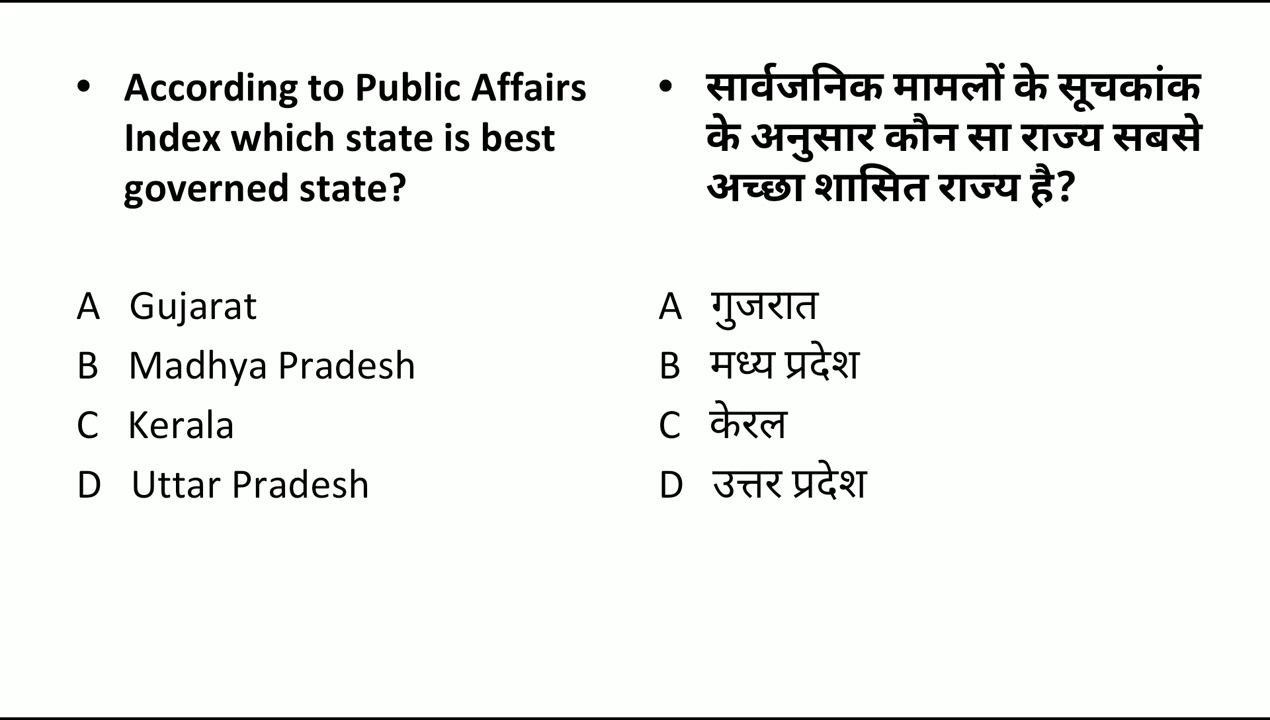 • According to Public Affairs
Index which state is best
governed state?
A Gujarat
B Madhya Pradesh
C Kerala
D Uttar Pradesh
• सार्वजनिक मामलों के सूचकांक
के अनुसार कौन सा राज्य सबसे
अच्छा शासित राज्य है?
A गुजरात
B मध्य प्रदेश
C केरल
D उत्तर प्रदेश